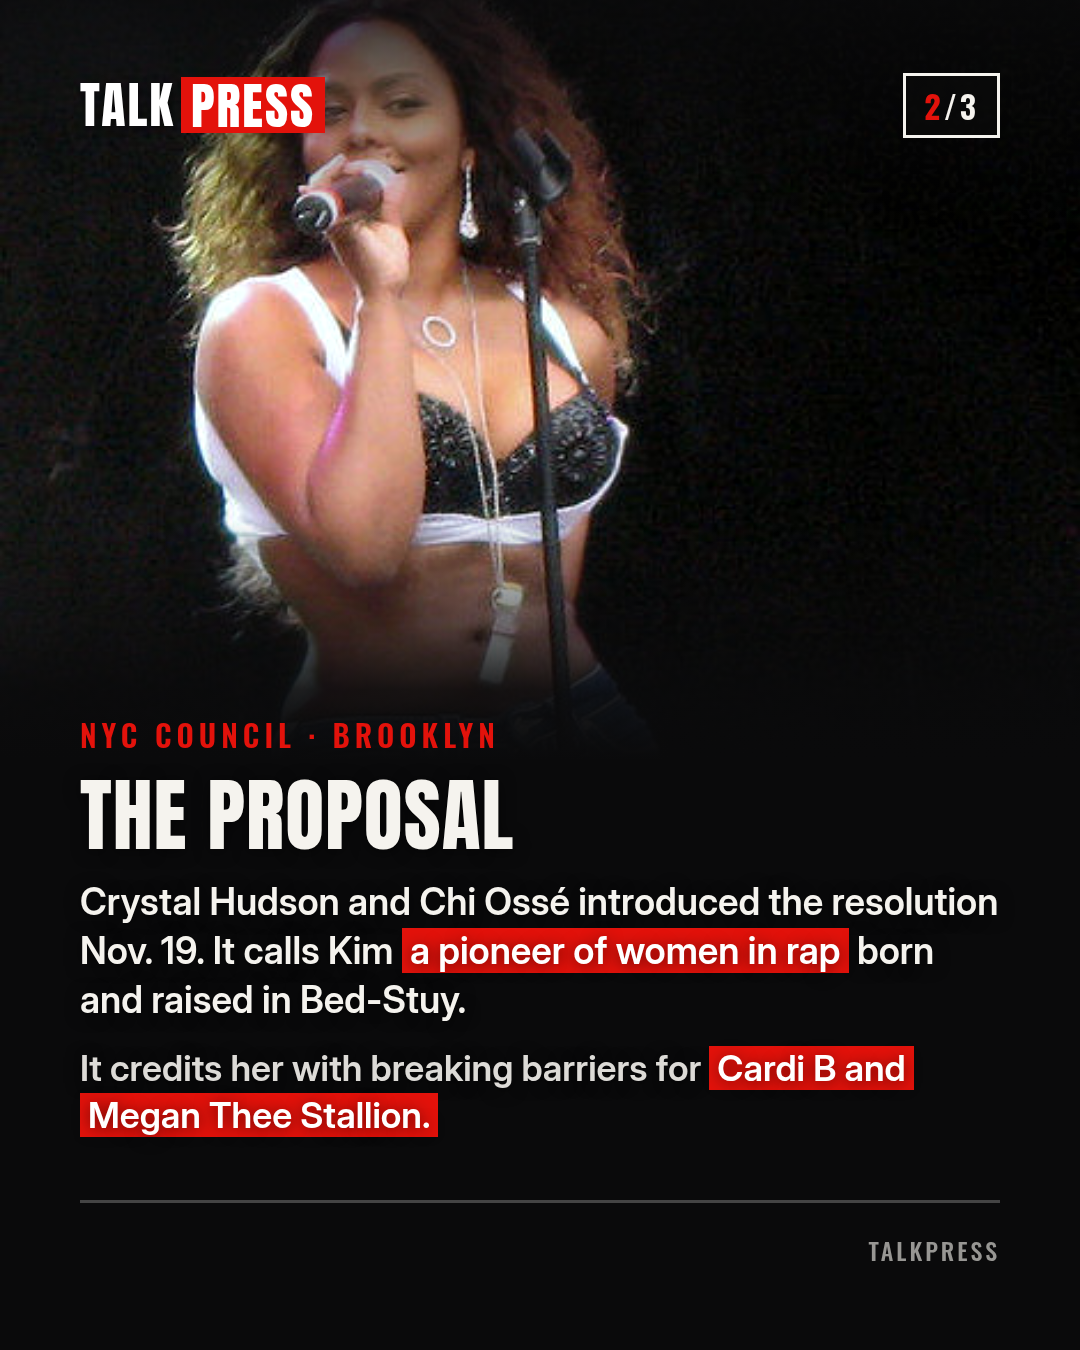 TALK PRESS
2/3
NYC COUNCIL · BROOKLYN
THE PROPOSAL
Crystal Hudson and Chi Ossé introduced the resolution
Nov. 19. It calls Kim a pioneer of women in rap born
and raised in Bed-Stuy.
It credits her with breaking barriers for Cardi B and
Megan Thee Stallion.
TALKPRESS